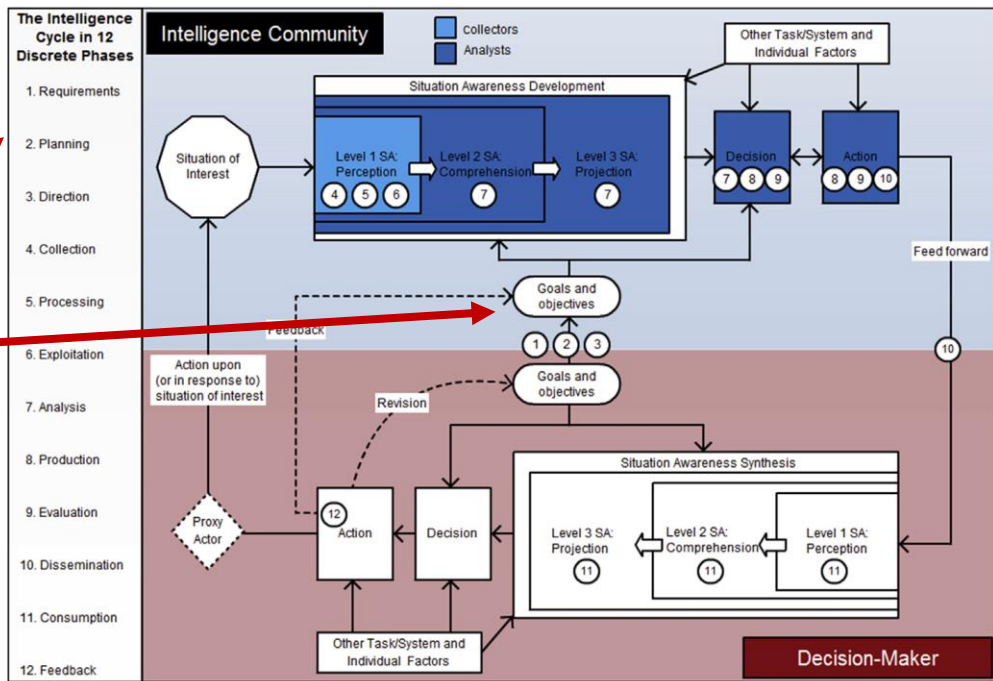 The Intelligence
Cycle in 12
Discrete Phases
1. Requirements
2. Planning
3. Direction
4. Collection
5. Processing
6. Exploitation
7. Analysis
8. Production
9. Evaluation
10. Dissemination
11. Consumption
12. Feedback
Intelligence Community
Collectors
Analysts
Other Task/System and
Individual Factors
Situation Awareness Development
Situation of
Interest
Level 1 SA:
Perception
4 5 6
Level 2 SA:
Comprehension
7
Level 3 SA:
Projection
7
Decision
7 8 9
Action
8 9 10
Feed forward
10
Goals and
objectives
Feedback
1 2 3
Goals and
objectives
Action upon
(or in response to)
situation of interest
Revision
Situation Awareness Synthesis
Proxy
Actor
12
Action
Decision
Level 3 SA:
Projection
11
Level 2 SA:
Comprehension
11
Level 1 SA:
Perception
11
Other Task/System and
Individual Factors
Decision-Maker